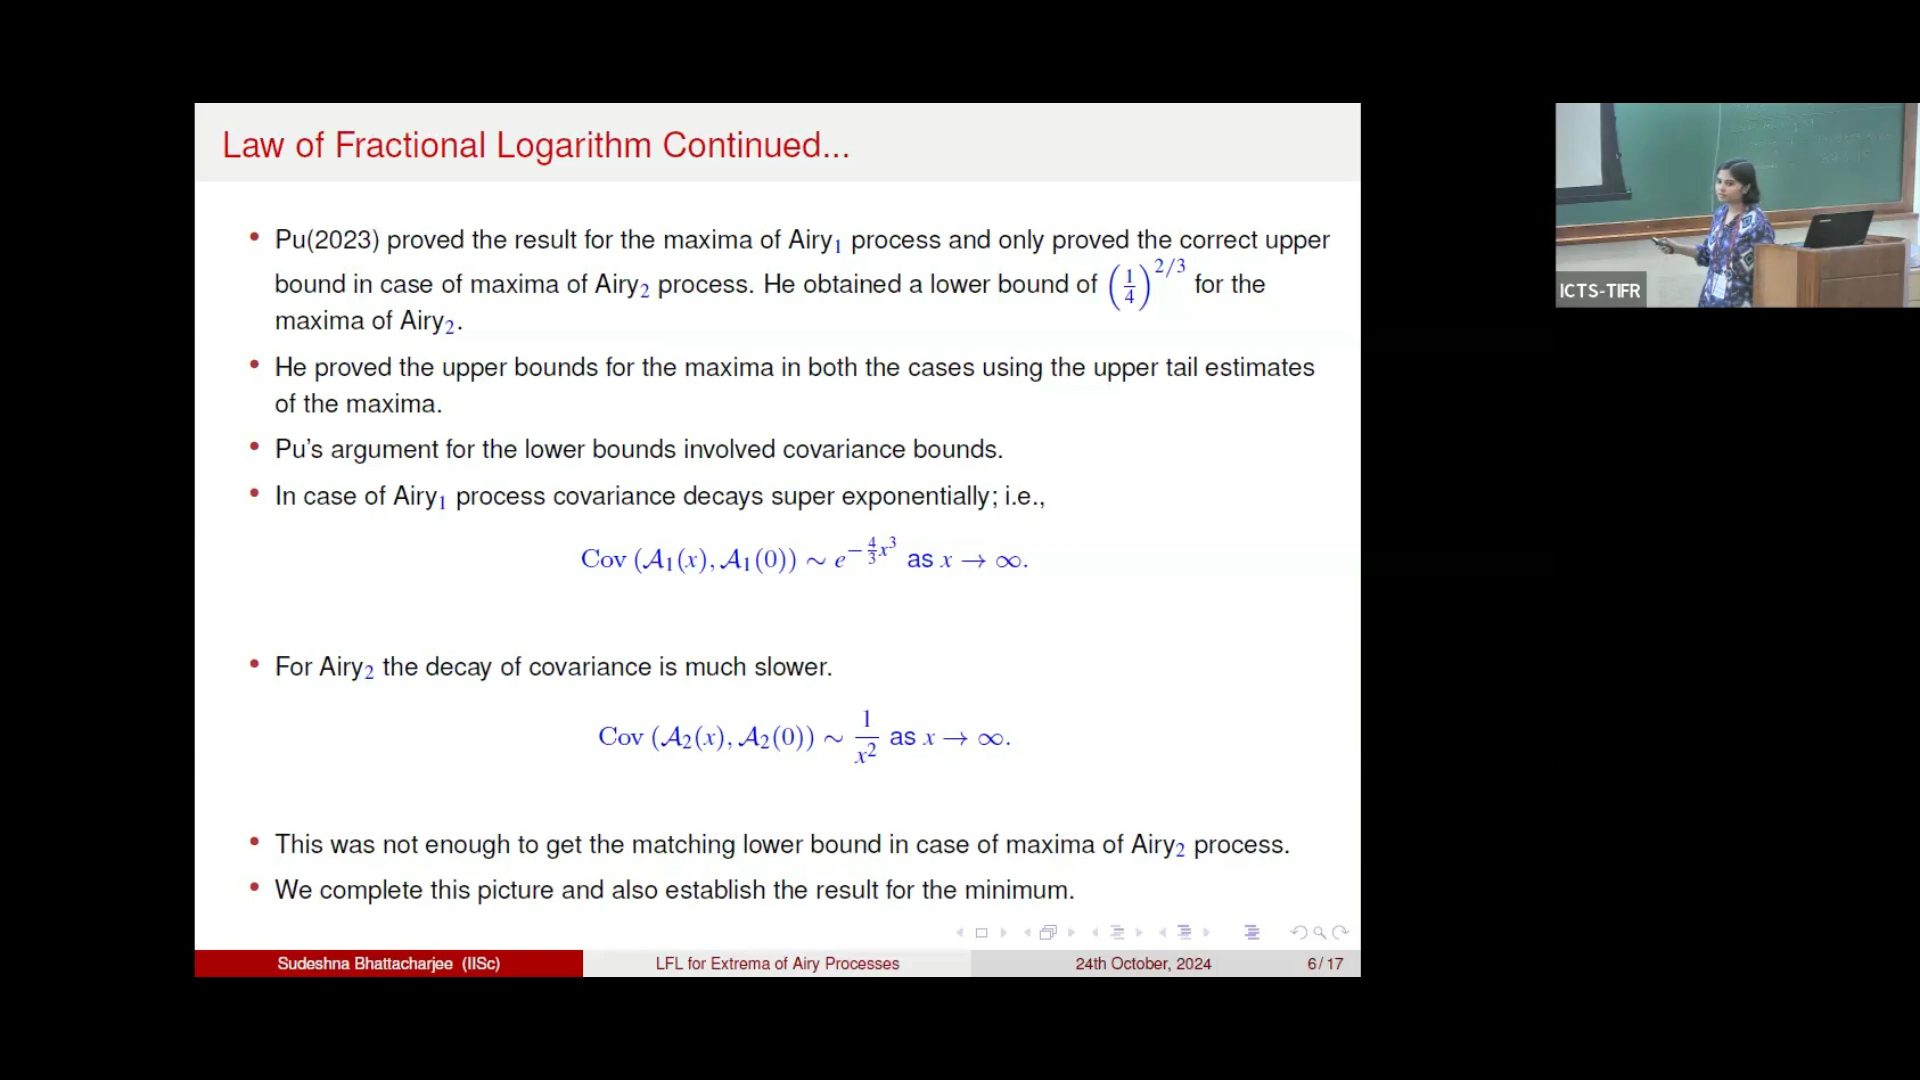 Law of Fractional Logarithm Continued...
• Pu(2023) proved the result for the maxima of Airy₁ process and only proved the correct upper
bound in case of maxima of Airy₂ process. He obtained a lower bound of (1/4)^{2/3} for the
maxima of Airy₂.
• He proved the upper bounds for the maxima in both the cases using the upper tail estimates
of the maxima.
• Pu's argument for the lower bounds involved covariance bounds.
• In case of Airy₁ process covariance decays super exponentially; i.e.,
Cov (𝒜₁(x), 𝒜₁(0)) ∼ e^{−4/3 x³} as x → ∞.
• For Airy₂ the decay of covariance is much slower.
Cov (𝒜₂(x), 𝒜₂(0)) ∼ 1/x² as x → ∞.
• This was not enough to get the matching lower bound in case of maxima of Airy₂ process.
• We complete this picture and also establish the result for the minimum.
Sudeshna Bhattacharjee (IISc) LFL for Extrema of Airy Processes 24th October, 2024 6/17
ICTS-TIFR